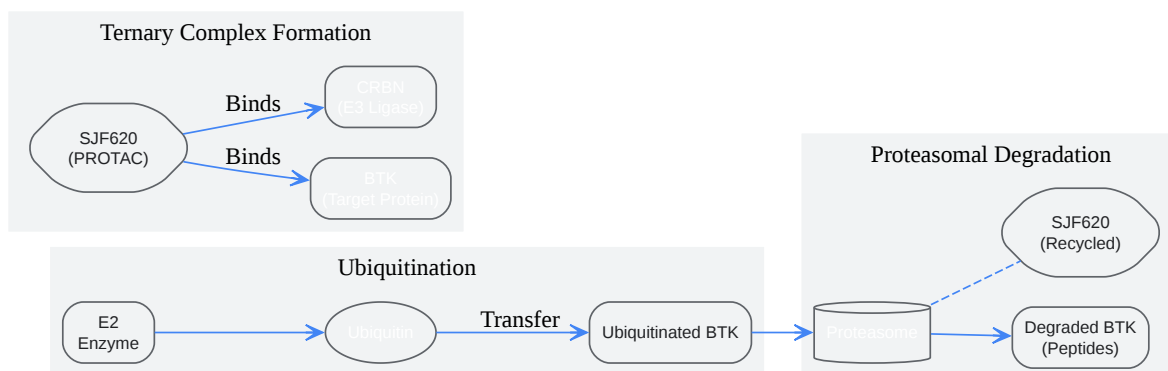 Ternary Complex Formation
SJF620
(PROTAC)
Binds
Binds
CRBN
(E3 Ligase)
BTK
(Target Protein)
Ubiquitination
E2
Enzyme
Ubiquitin
Transfer
Ubiquitinated BTK
Proteasomal Degradation
Proteasome
SJF620
(Recycled)
Degraded BTK
(Peptides)